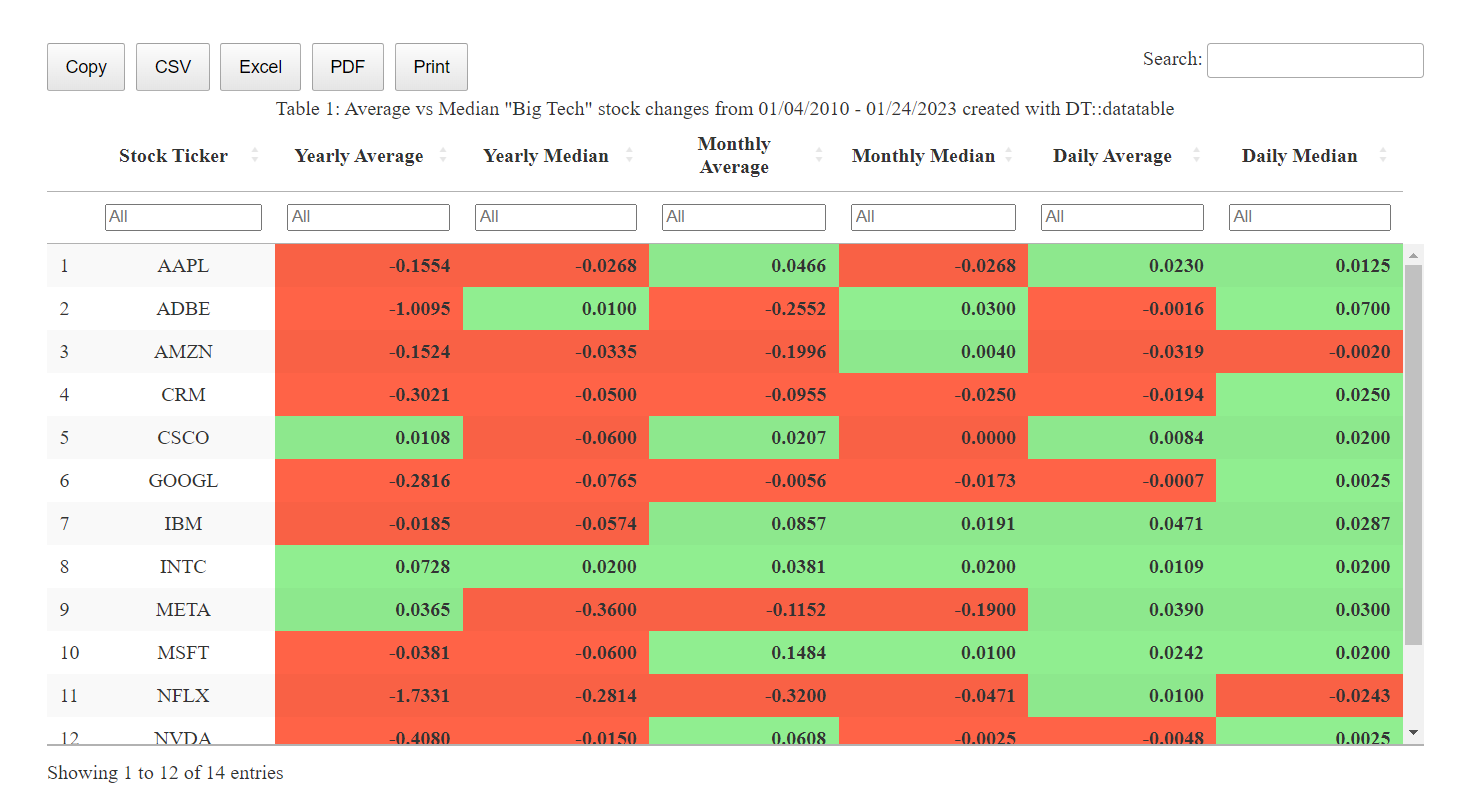 Copy CSV Excel PDF Print Search:
Table 1: Average vs Median "Big Tech" stock changes from 01/04/2010 - 01/24/2023 created with DT::datatable
Stock Ticker Yearly Average Yearly Median Monthly Average Monthly Median Daily Average Daily Median
All All All All All All All
1 AAPL -0.1554 -0.0268 0.0466 -0.0268 0.0230 0.0125
2 ADBE -1.0095 0.0100 -0.2552 0.0300 -0.0016 0.0700
3 AMZN -0.1524 -0.0335 -0.1996 0.0040 -0.0319 -0.0020
4 CRM -0.3021 -0.0500 -0.0955 -0.0250 -0.0194 0.0250
5 CSCO 0.0108 -0.0600 0.0207 0.0000 0.0084 0.0200
6 GOOGL -0.2816 -0.0765 -0.0056 -0.0173 -0.0007 0.0025
7 IBM -0.0185 -0.0574 0.0857 0.0191 0.0471 0.0287
8 INTC 0.0728 0.0200 0.0381 0.0200 0.0109 0.0200
9 META 0.0365 -0.3600 -0.1152 -0.1900 0.0390 0.0300
10 MSFT -0.0381 -0.0600 0.1484 0.0100 0.0242 0.0200
11 NFLX -1.7331 -0.2814 -0.3200 -0.0471 0.0100 -0.0243
12 NVDA -0.4080 -0.0150 0.0608 -0.0025 -0.0048 0.0025
Showing 1 to 12 of 14 entries